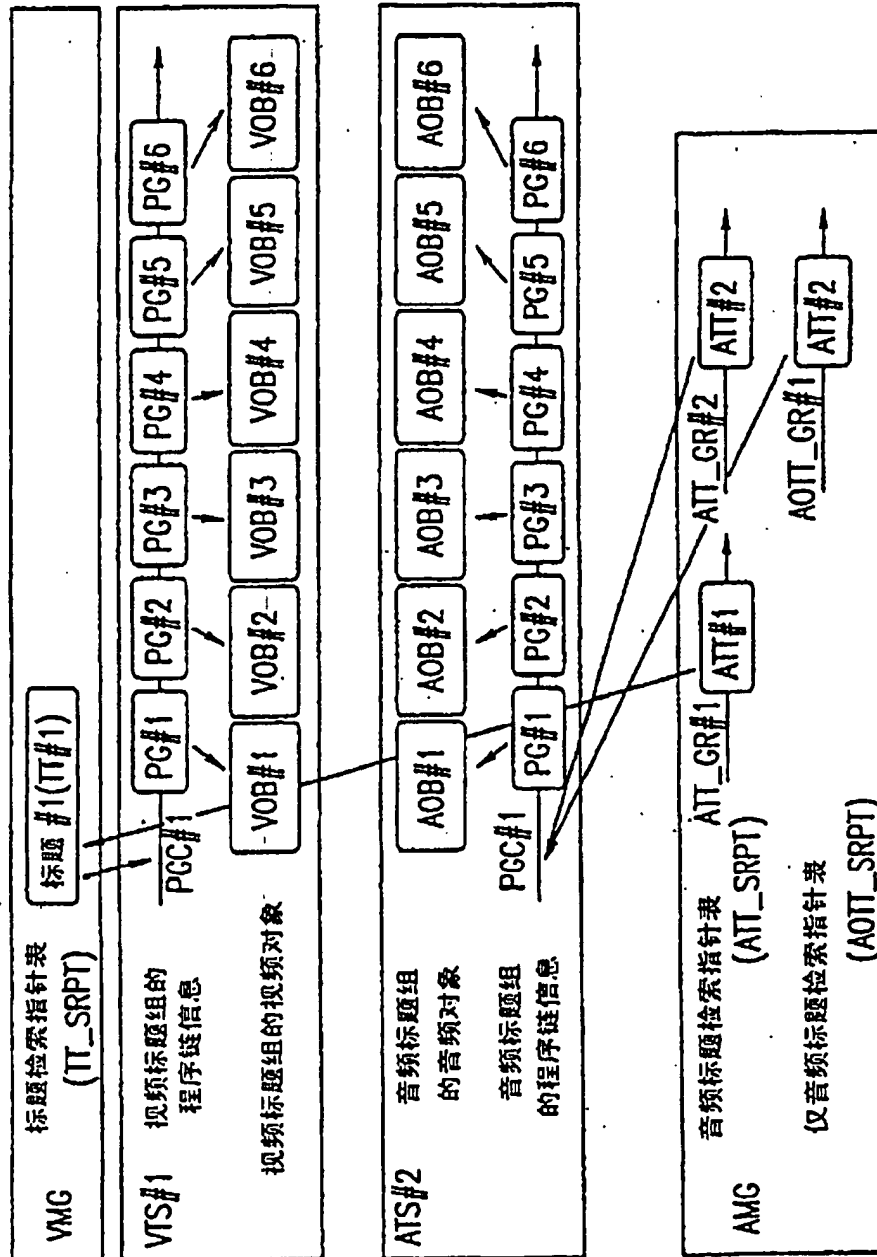 VMG
标题检索指针表
(TT_SRPT)
标题 #1(TT#1)
VTS#1
视频标题组的
程序链信息
PGC#1
PG#1
PG#2
PG#3
PG#4
PG#5
PG#6
视频标题组的视频对象
VOB#1
VOB#2
VOB#3
VOB#4
VOB#5
VOB#6
ATS#2
音频标题组
的音频对象
AOB#1
AOB#2
AOB#3
AOB#4
AOB#5
AOB#6
音频标题组
的程序链信息
PGC#1
PG#1
PG#2
PG#3
PG#4
PG#5
PG#6
AMG
音频标题检索指针表
(ATT_SRPT)
ATT_GR#1
ATT#1
ATT_GR#2
ATT#2
仅音频标题检索指针表
(AOTT_SRPT)
AOTT_GR#1
ATT#2